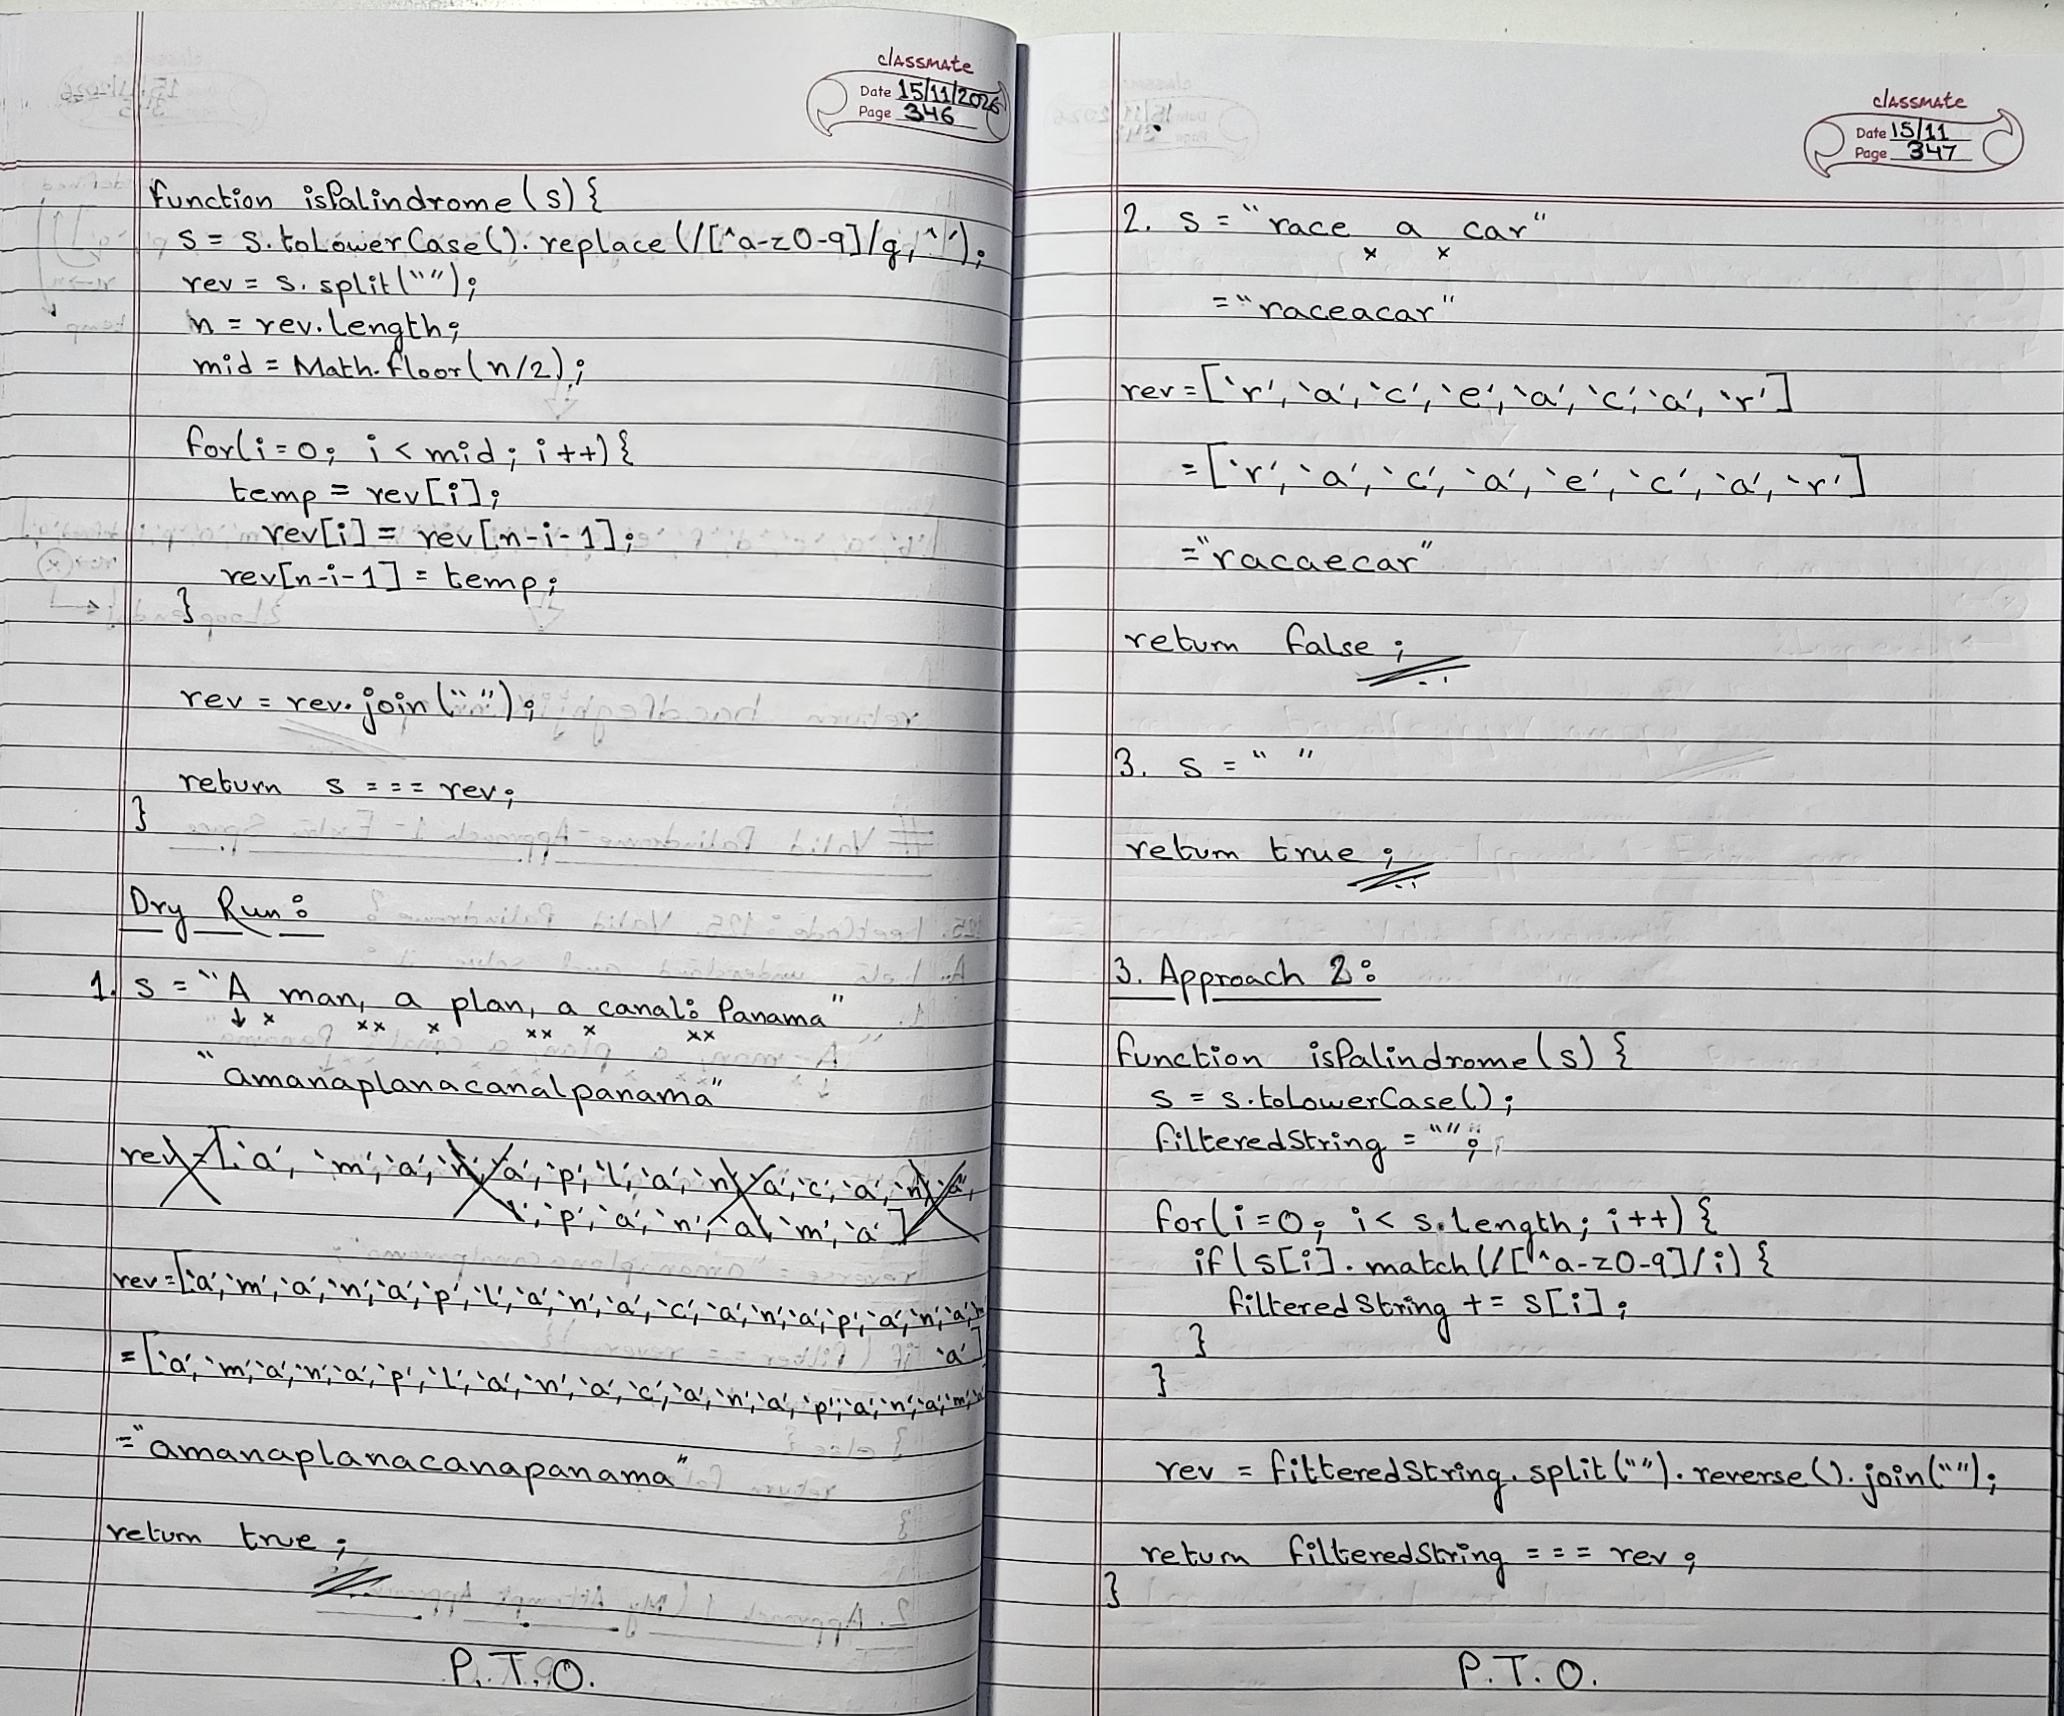 classmate
Date 15/11/2026
Page 346
function isPalindrome(s){
s = s.toLowerCase().replace(/[^a-z0-9]/g, '');
rev = s.split("");
n = rev.length;
mid = Math.floor(n/2);
for(i=0; i < mid; i++){
temp = rev[i];
rev[i] = rev[n-i-1];
rev[n-i-1] = temp;
}
rev = rev.join("");
return s === rev;
}
Dry Run:
1. s = "A man, a plan, a canal: Panama"
↓ x xx x xx x xx
"amanaplanacanalpanama"
rev = ['a', 'm', 'a', 'n', 'a', 'p', 'l', 'a', 'n', 'a', 'c', 'a', 'n', 'a',
'l', 'p', 'a', 'n', 'a', 'm', 'a']
rev = ['a', 'm', 'a', 'n', 'a', 'p', 'l', 'a', 'n', 'a', 'c', 'a', 'n', 'a', 'p', 'a', 'n', 'a', 'm',
'a']
= ['a', 'm', 'a', 'n', 'a', 'p', 'l', 'a', 'n', 'a', 'c', 'a', 'n', 'a', 'p', 'a', 'n', 'a', 'm', 'a'
= "amanaplanacanapanama"
return true;
P.T.O.
classmate
Date 15/11
Page 347
2. s = "race a car"
x x
= "raceacar"
rev = ['r', 'a', 'c', 'e', 'a', 'c', 'a', 'r']
= ['r', 'a', 'c', 'a', 'e', 'c', 'a', 'r']
= "racaecar"
return false;
3. s = " "
return true;
3. Approach 2:
function isPalindrome(s) {
s = s.toLowerCase();
filteredString = "";
for(i=0; i < s.length; i++) {
if(s[i].match(/[^a-z0-9]/i) {
filteredString += s[i];
}
}
rev = filteredString.split("").reverse().join("");
return filteredString === rev;
}
P.T.O.